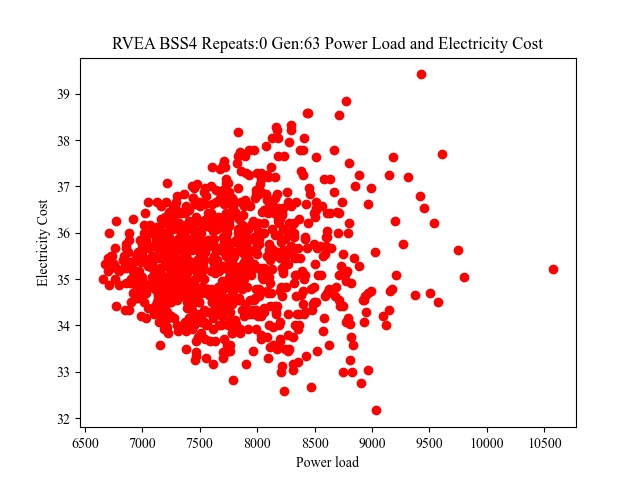 RVEA BSS4 Repeats:0 Gen:63 Power Load and Electricity Cost
Electricity Cost
39
38
37
36
35
34
33
32
6500 7000 7500 8000 8500 9000 9500 10000 10500
Power load